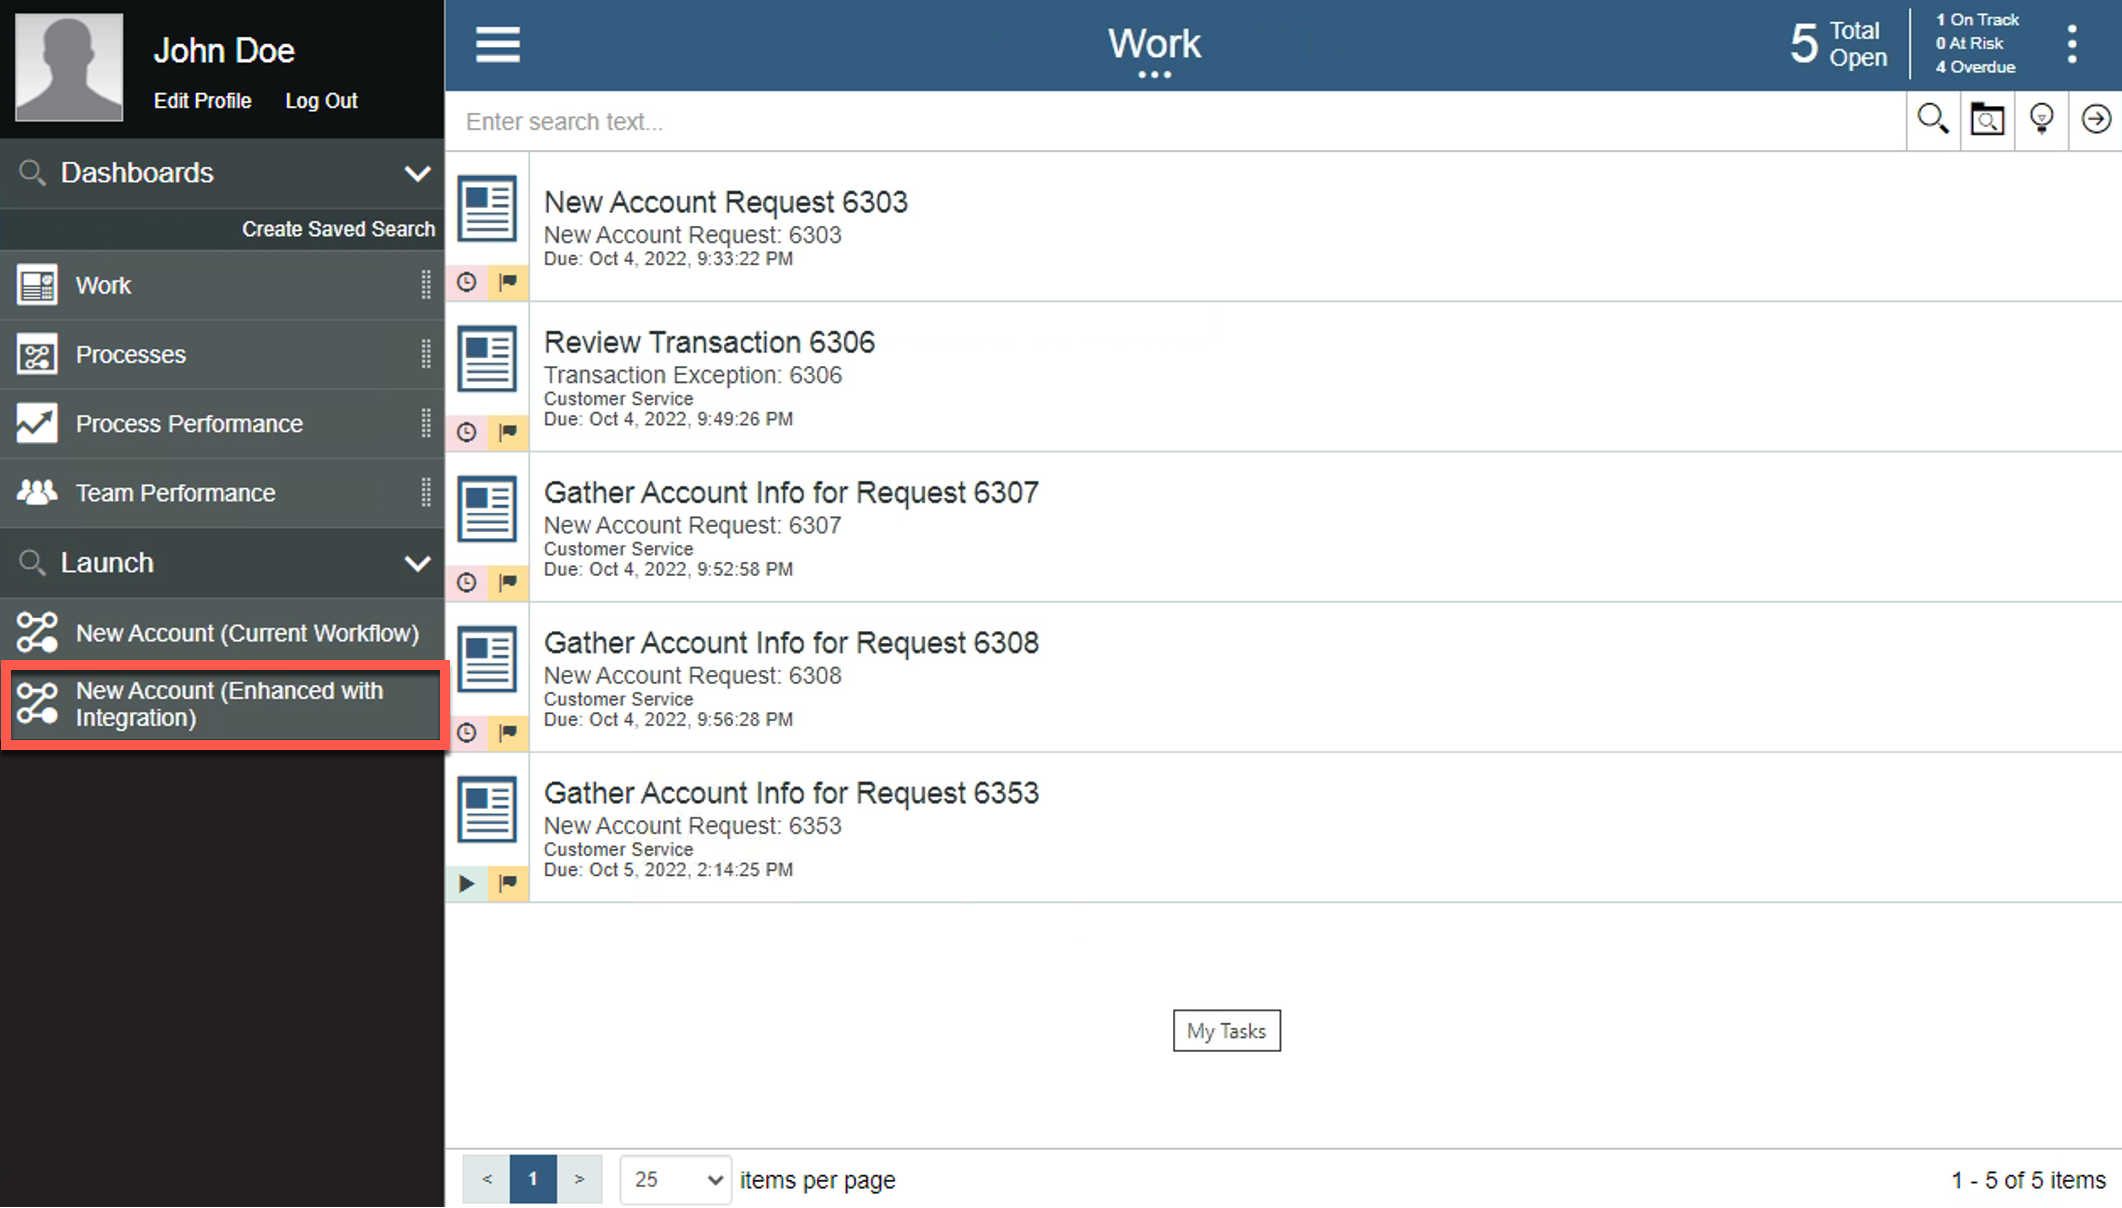 John Doe
Edit Profile Log Out
Dashboards
Create Saved Search
Work
Processes
Process Performance
Team Performance
Launch
New Account (Current Workflow)
New Account (Enhanced with
Integration)
Work
5 Total
Open
1 On Track
0 At Risk
4 Overdue
Enter search text...
New Account Request 6303
New Account Request: 6303
Due: Oct 4, 2022, 9:33:22 PM
Review Transaction 6306
Transaction Exception: 6306
Customer Service
Due: Oct 4, 2022, 9:49:26 PM
Gather Account Info for Request 6307
New Account Request: 6307
Customer Service
Due: Oct 4, 2022, 9:52:58 PM
Gather Account Info for Request 6308
New Account Request: 6308
Customer Service
Due: Oct 4, 2022, 9:56:28 PM
Gather Account Info for Request 6353
New Account Request: 6353
Customer Service
Due: Oct 5, 2022, 2:14:25 PM
My Tasks
< 1 > 25 items per page
1 - 5 of 5 items